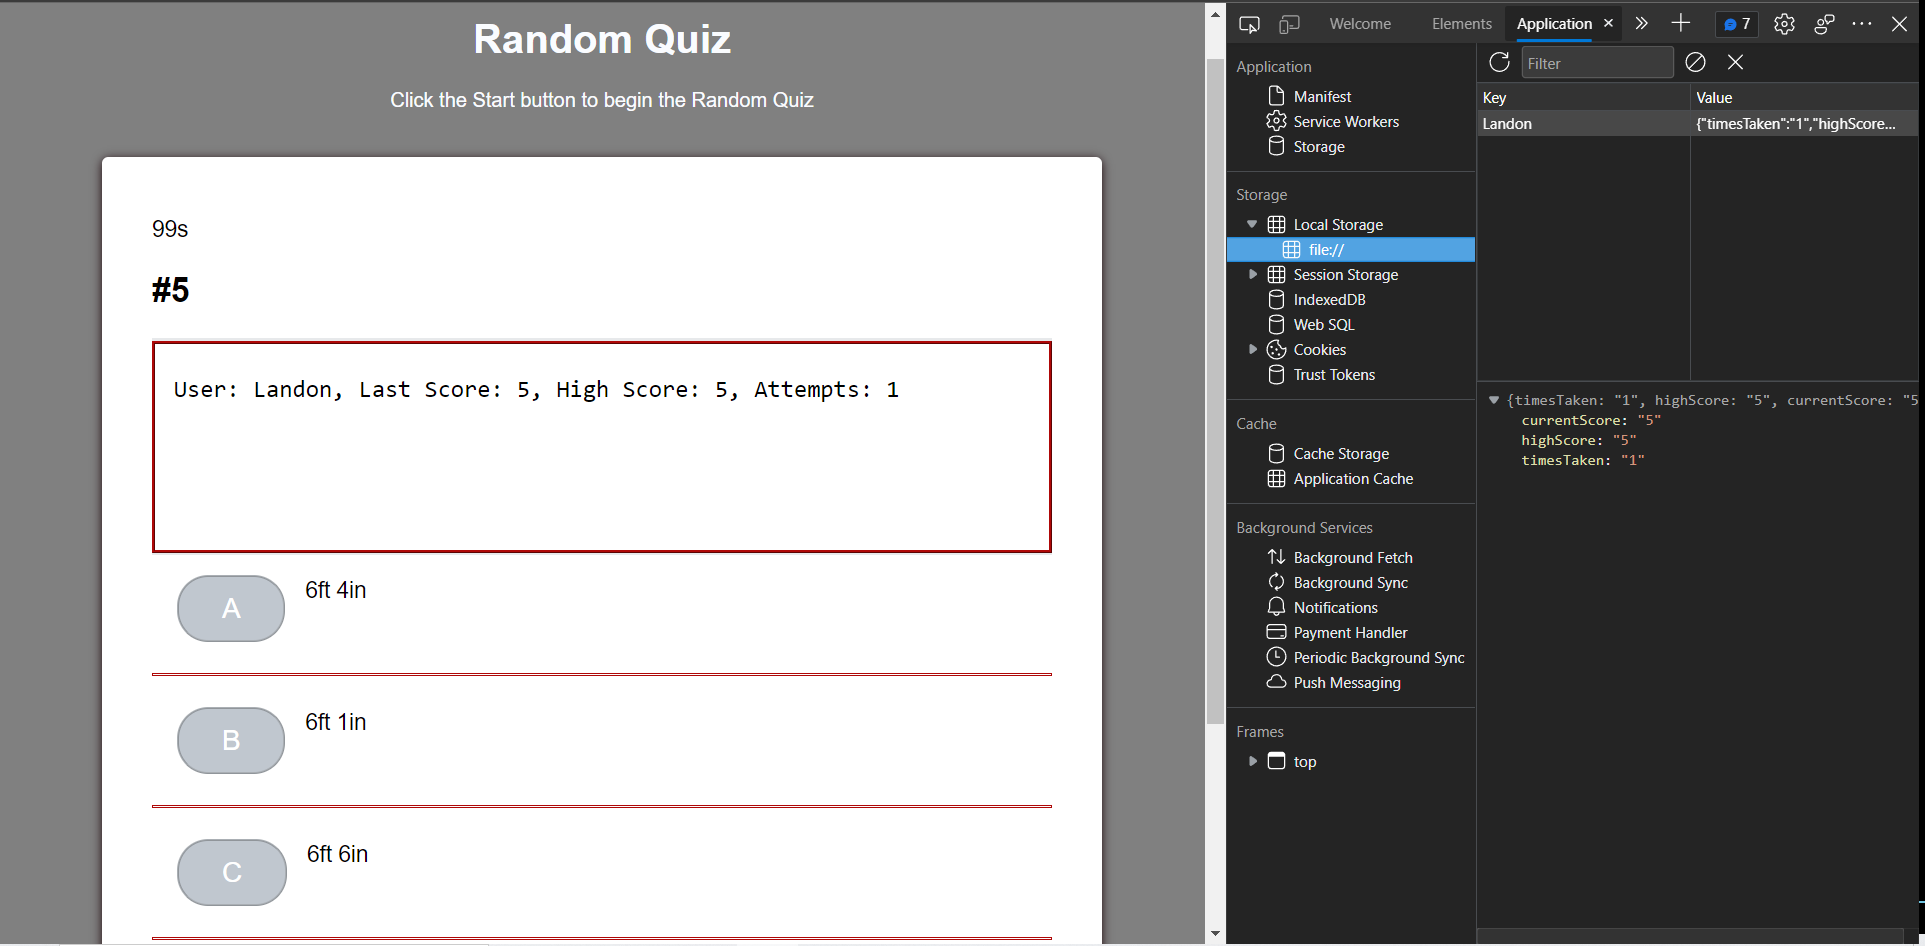 Random Quiz
Click the Start button to begin the Random Quiz
99s
#5
User: Landon, Last Score: 5, High Score: 5, Attempts: 1
A
6ft 4in
B
6ft 1in
C
6ft 6in
Welcome
Elements
Application
7
Application
Manifest
Service Workers
Storage
Storage
Local Storage
file://
Session Storage
IndexedDB
Web SQL
Cookies
Trust Tokens
Cache
Cache Storage
Application Cache
Background Services
Background Fetch
Background Sync
Notifications
Payment Handler
Periodic Background Sync
Push Messaging
Frames
top
Filter
Key Value
Landon {"timesTaken":"1","highScore...
{timesTaken: "1", highScore: "5", currentScore: "5
currentScore: "5"
highScore: "5"
timesTaken: "1"